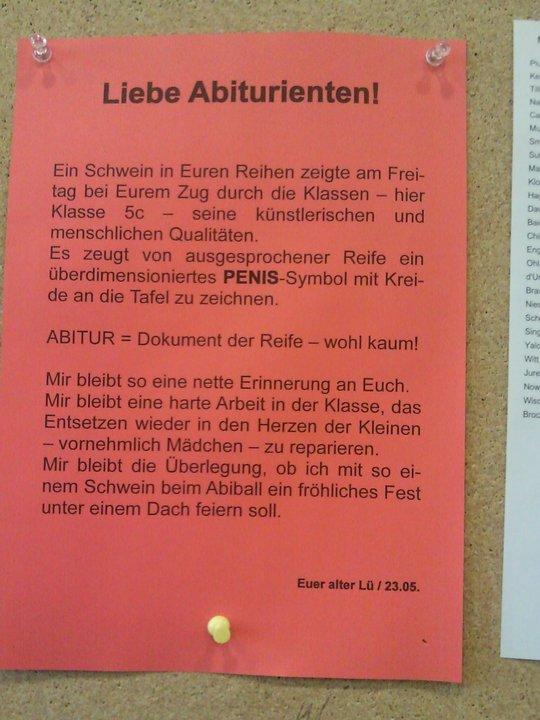 Liebe Abiturienten!
Ein Schwein in Euren Reihen zeigte am Frei-
tag bei Eurem Zug durch die Klassen – hier
Klasse 5c – seine künstlerischen und
menschlichen Qualitäten.
Es zeugt von ausgesprochener Reife ein
überdimensioniertes PENIS-Symbol mit Krei-
de an die Tafel zu zeichnen.
ABITUR = Dokument der Reife – wohl kaum!
Mir bleibt so eine nette Erinnerung an Euch.
Mir bleibt eine harte Arbeit in der Klasse, das
Entsetzen wieder in den Herzen der Kleinen
– vornehmlich Mädchen – zu reparieren.
Mir bleibt die Überlegung, ob ich mit so ei-
nem Schwein beim Abiball ein fröhliches Fest
unter einem Dach feiern soll.
Euer alter Lü / 23.05.